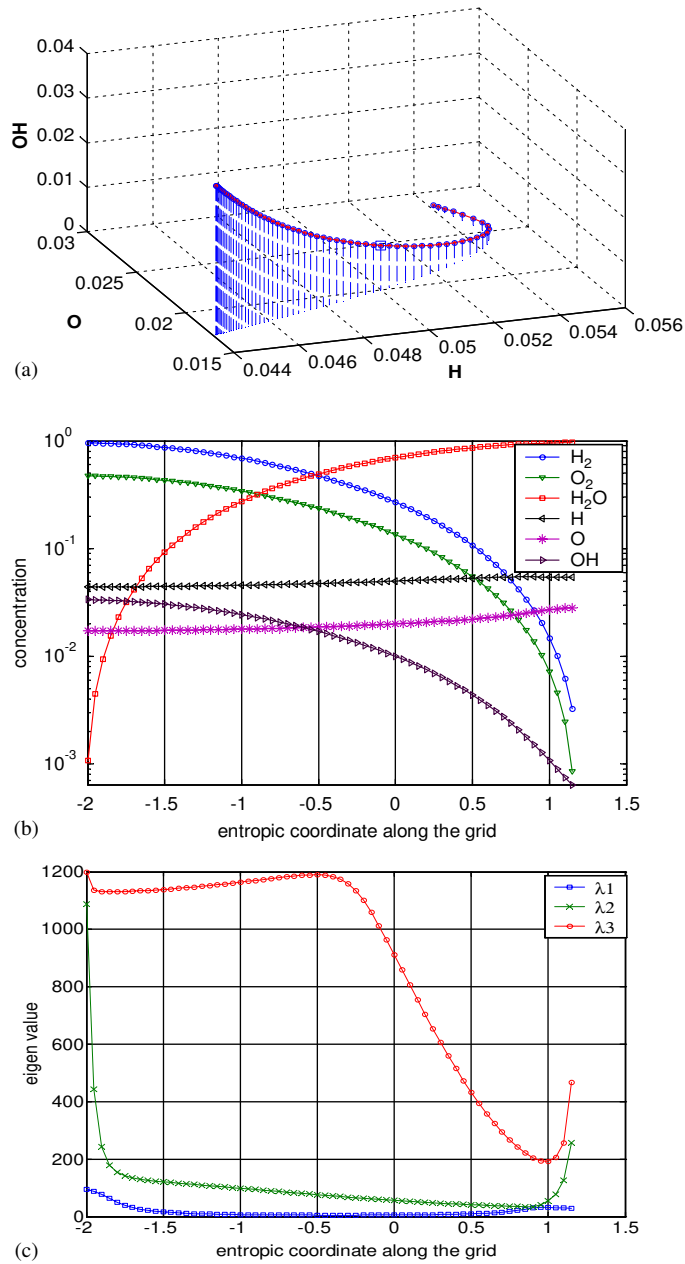 0.04
0.03
0.02
0.01
0
OH
0.03
0.025
0.02
0.015
O
0.044
0.046
0.048
0.05
0.052
0.054
0.056
H
(a)
10^0
10^-1
10^-2
10^-3
concentration
H2
O2
H2O
H
O
OH
-2
-1.5
-1
-0.5
0
0.5
1
1.5
entropic coordinate along the grid
(b)
1200
1000
800
600
400
200
0
eigen value
λ1
λ2
λ3
-2
-1.5
-1
-0.5
0
0.5
1
1.5
entropic coordinate along the grid
(c)